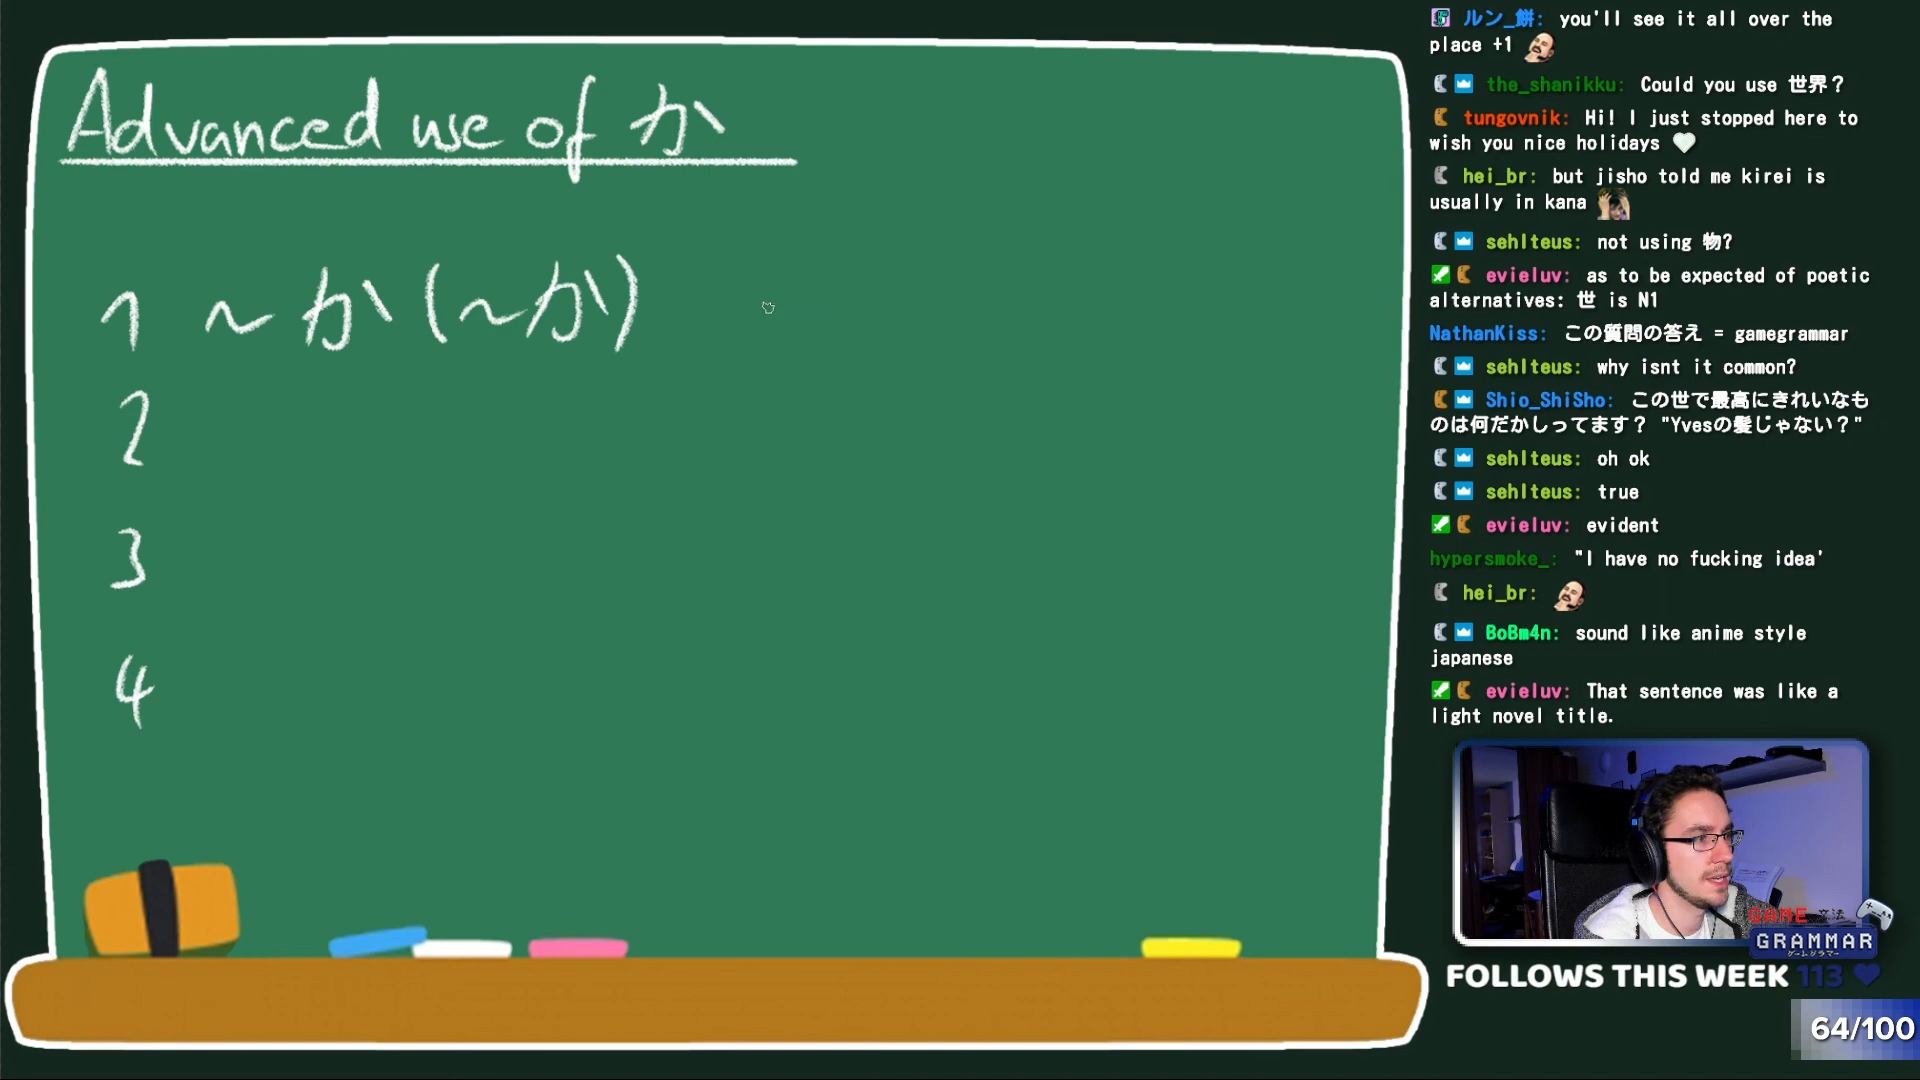 Advanced use of か
1 ~か(~か)
2
3
4
ルン_餅: you'll see it all over the
place +1
the_shanikku: Could you use 世界?
tungovnik: Hi! I just stopped here to
wish you nice holidays
hei_br: but jisho told me kirei is
usually in kana
sehlteus: not using 物?
evieluv: as to be expected of poetic
alternatives: 世 is N1
NathanKiss: この質問の答え = gamegrammar
sehlteus: why isnt it common?
Shio_ShiSho: この世で最高にきれいなも
のは何だかしってます? "Yvesの髪じゃない?"
sehlteus: oh ok
sehlteus: true
evieluv: evident
hypersmoke_: "I have no fucking idea'
hei_br:
BoBm4n: sound like anime style
japanese
evieluv: That sentence was like a
light novel title.
GAME 文法
GRAMMAR
ゲームグラマー
FOLLOWS THIS WEEK 113
64/100